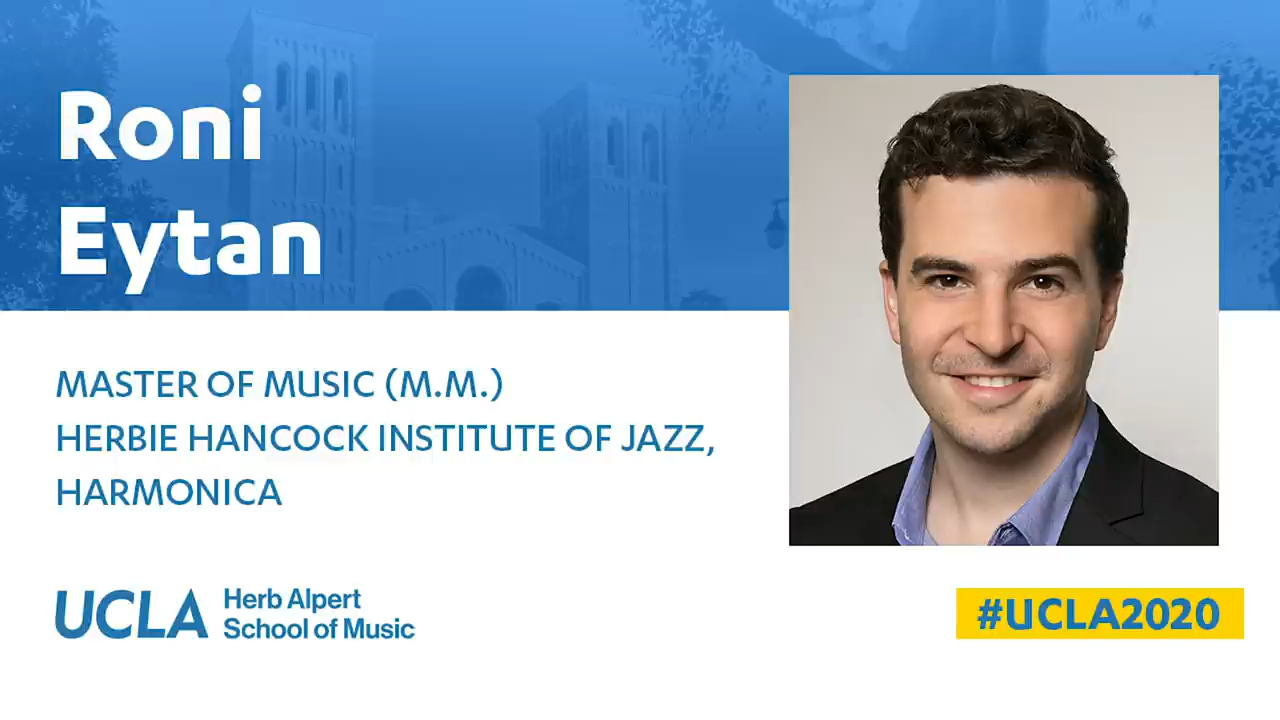 Roni
Eytan
MASTER OF MUSIC (M.M.)
HERBIE HANCOCK INSTITUTE OF JAZZ,
HARMONICA
UCLA Herb Alpert
School of Music
#UCLA2020